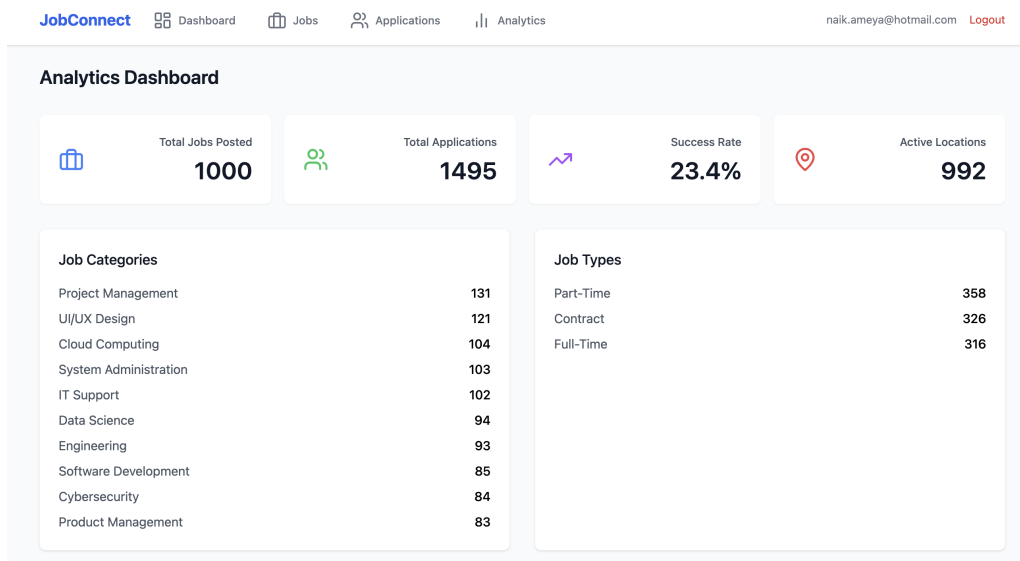 JobConnect Dashboard Jobs Applications Analytics naik.ameya@hotmail.com Logout
Analytics Dashboard
Total Jobs Posted
1000
Total Applications
1495
Success Rate
23.4%
Active Locations
992
Job Categories
Project Management 131
UI/UX Design 121
Cloud Computing 104
System Administration 103
IT Support 102
Data Science 94
Engineering 93
Software Development 85
Cybersecurity 84
Product Management 83
Job Types
Part-Time 358
Contract 326
Full-Time 316